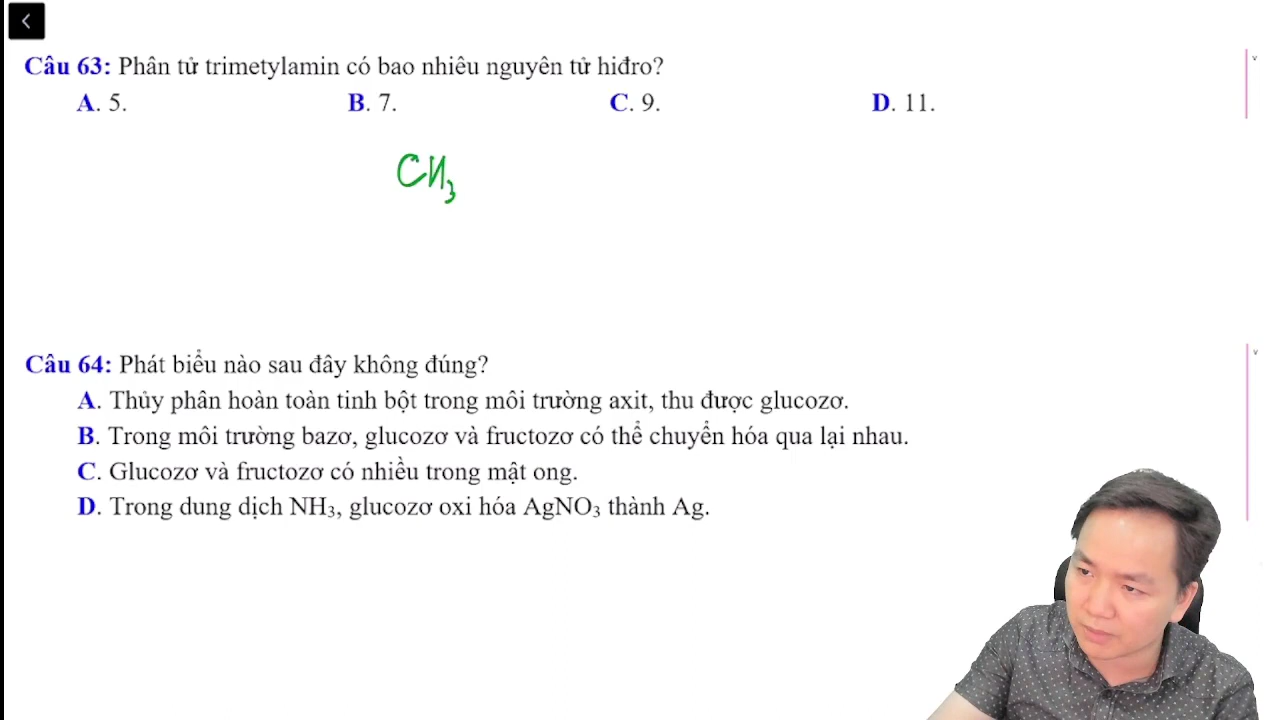 Câu 63: Phân tử trimetylamin có bao nhiêu nguyên tử hiđro?
A. 5. B. 7. C. 9. D. 11.
CH₃
Câu 64: Phát biểu nào sau đây không đúng?
A. Thủy phân hoàn toàn tinh bột trong môi trường axit, thu được glucozơ.
B. Trong môi trường bazơ, glucozơ và fructozơ có thể chuyển hóa qua lại nhau.
C. Glucozơ và fructozơ có nhiều trong mật ong.
D. Trong dung dịch NH₃, glucozơ oxi hóa AgNO₃ thành Ag.